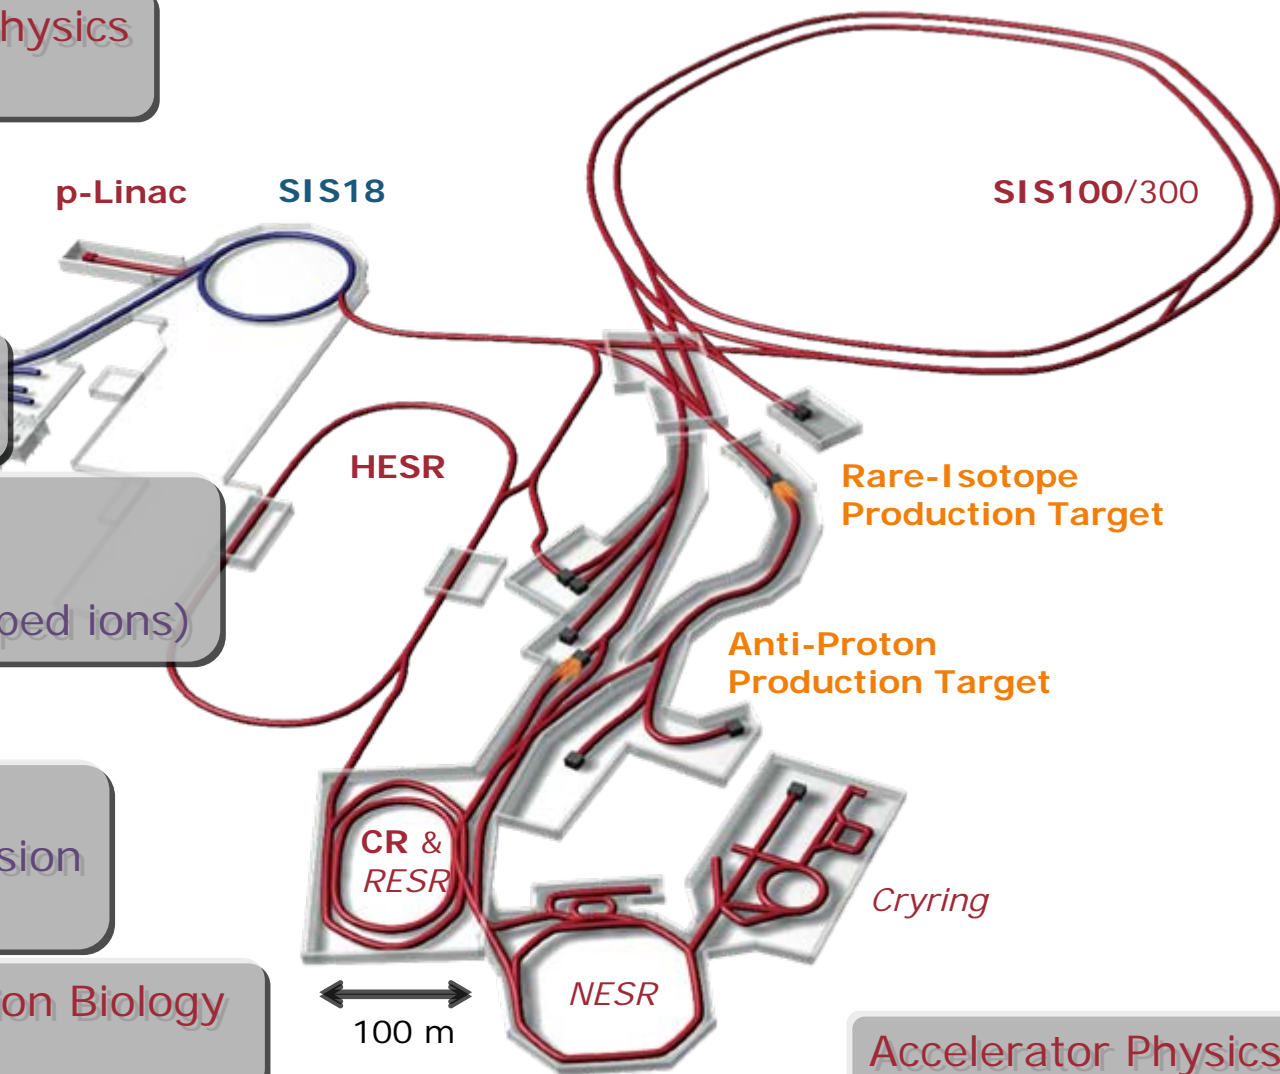 hysics
p-Linac
SIS18
SIS100/300
HESR
Rare-Isotope
Production Target
ped ions)
Anti-Proton
Production Target
CR &
RESR
sion
Cryring
NESR
on Biology
100 m
Accelerator Physics